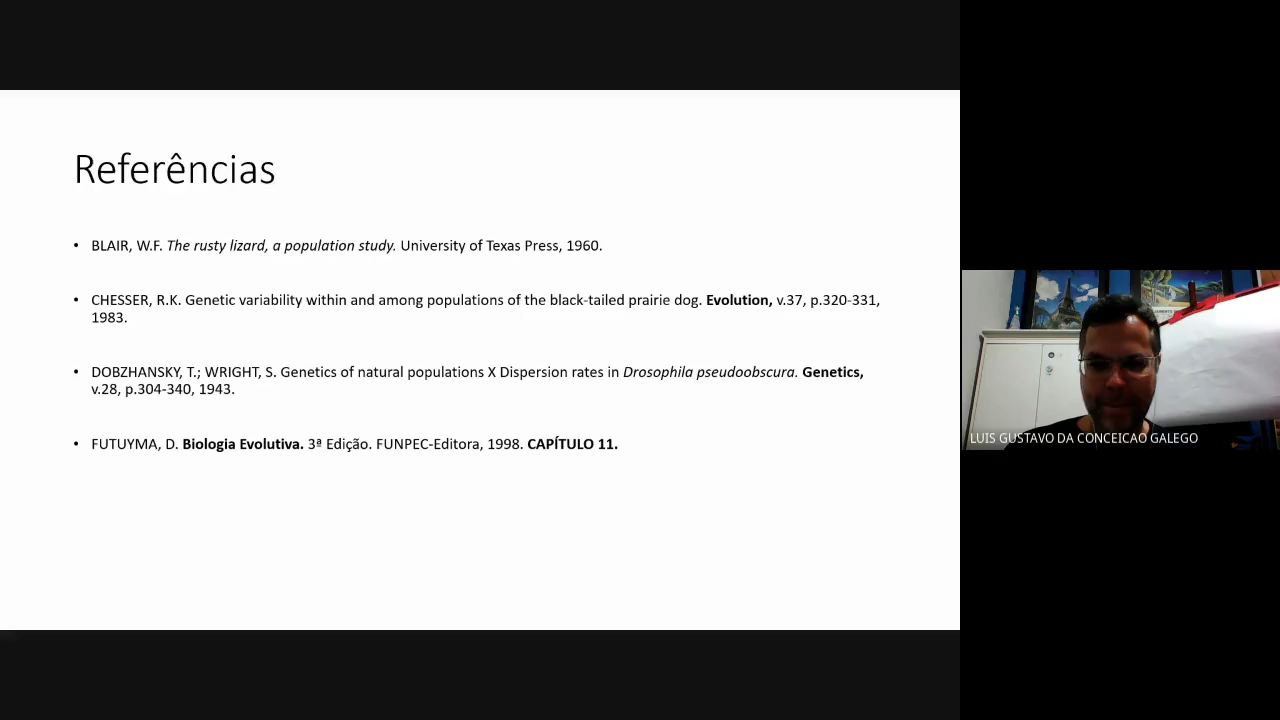 Referências
• BLAIR, W.F. The rusty lizard, a population study. University of Texas Press, 1960.
• CHESSER, R.K. Genetic variability within and among populations of the black-tailed prairie dog. Evolution, v.37, p.320-331,
1983.
• DOBZHANSKY, T.; WRIGHT, S. Genetics of natural populations X Dispersion rates in Drosophila pseudoobscura. Genetics,
v.28, p.304-340, 1943.
• FUTUYMA, D. Biologia Evolutiva. 3ª Edição. FUNPEC-Editora, 1998. CAPÍTULO 11.
LUIS GUSTAVO DA CONCEICAO GALEGO